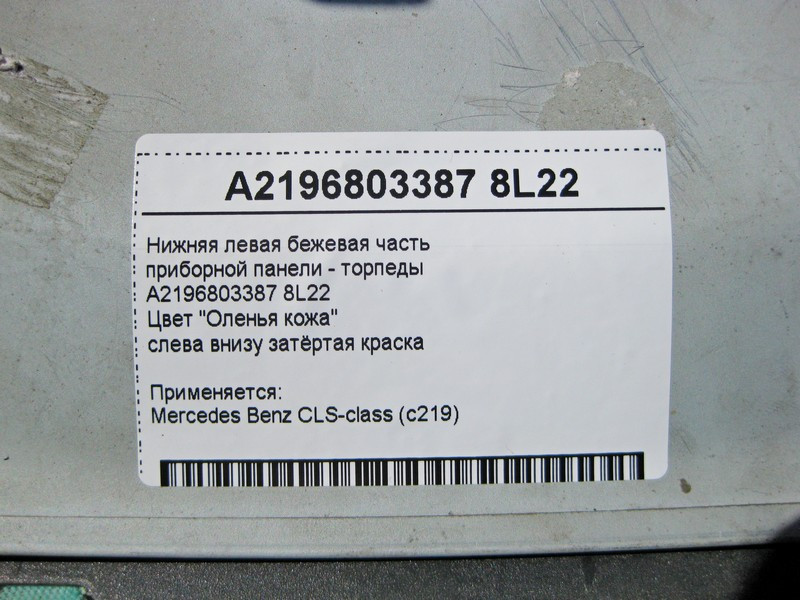 A2196803387 8L22
Нижняя левая бежевая часть
приборной панели - торпеды
A2196803387 8L22
Цвет "Оленья кожа"
слева внизу затёртая краска
Применяется:
Mercedes Benz CLS-class (c219)